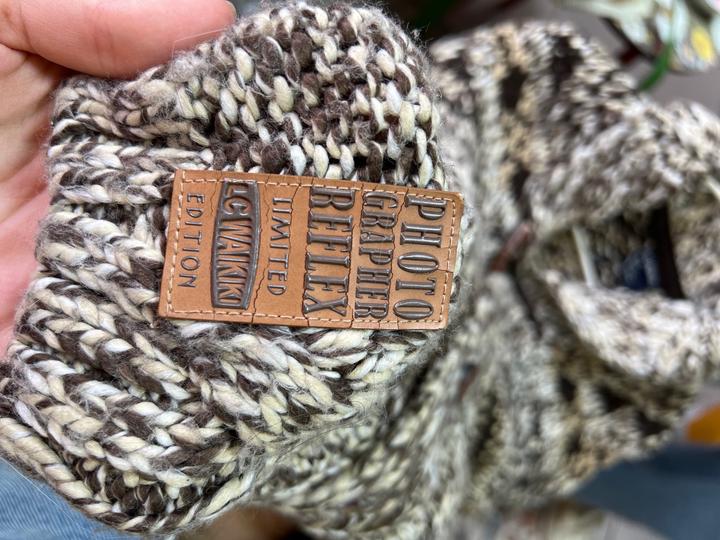 PHOTO
GRAPHER
REFLEX
LIMITED
LC WAIKIKI
EDITION